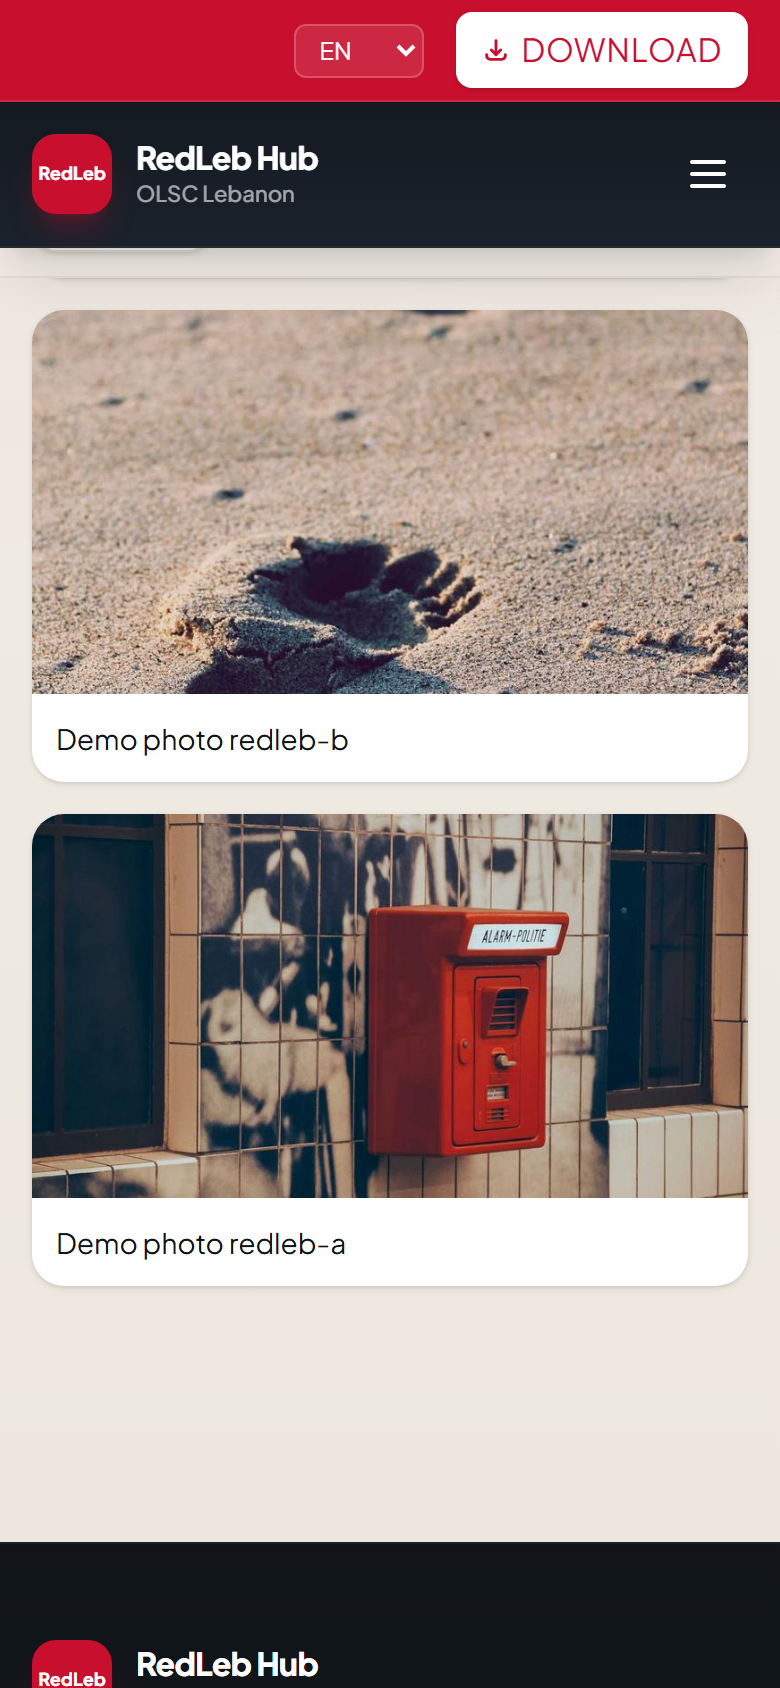 EN
DOWNLOAD
RedLeb
RedLeb Hub
OLSC Lebanon
Demo photo redleb-b
ALARM-POLITIE
Demo photo redleb-a
RedLeb
RedLeb Hub